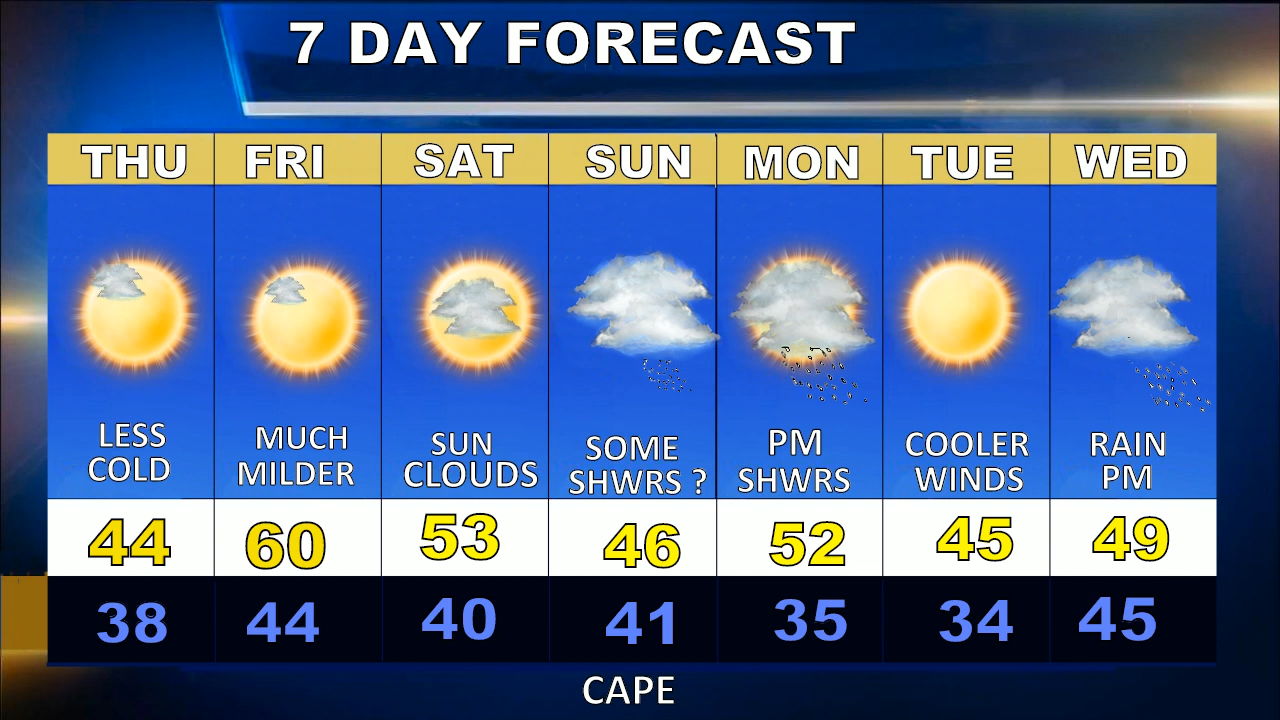 7 DAY FORECAST
THU FRI SAT SUN MON TUE WED
LESS
COLD
MUCH
MILDER
SUN
CLOUDS
SOME
SHWRS ?
PM
SHWRS
COOLER
WINDS
RAIN
PM
44 60 53 46 52 45 49
38 44 40 41 35 34 45
CAPE